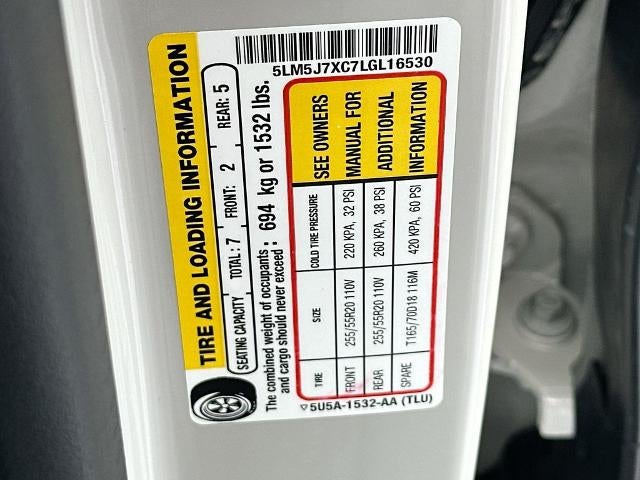 5LM5J7XC7LGL16530
TIRE AND LOADING INFORMATION
SEATING CAPACITY TOTAL: 7 FRONT: 2 REAR: 5
The combined weight of occupants and cargo should never exceed : 694 kg or 1532 lbs.
TIRE SIZE COLD TIRE PRESSURE
FRONT 255/55R20 110V 220 KPA, 32 PSI
REAR 255/55R20 110V 260 KPA, 38 PSI
SPARE T165/70D18 116M 420 KPA, 60 PSI
SEE OWNERS
MANUAL FOR
ADDITIONAL
INFORMATION
▽5U5A-1532-AA (TLU)